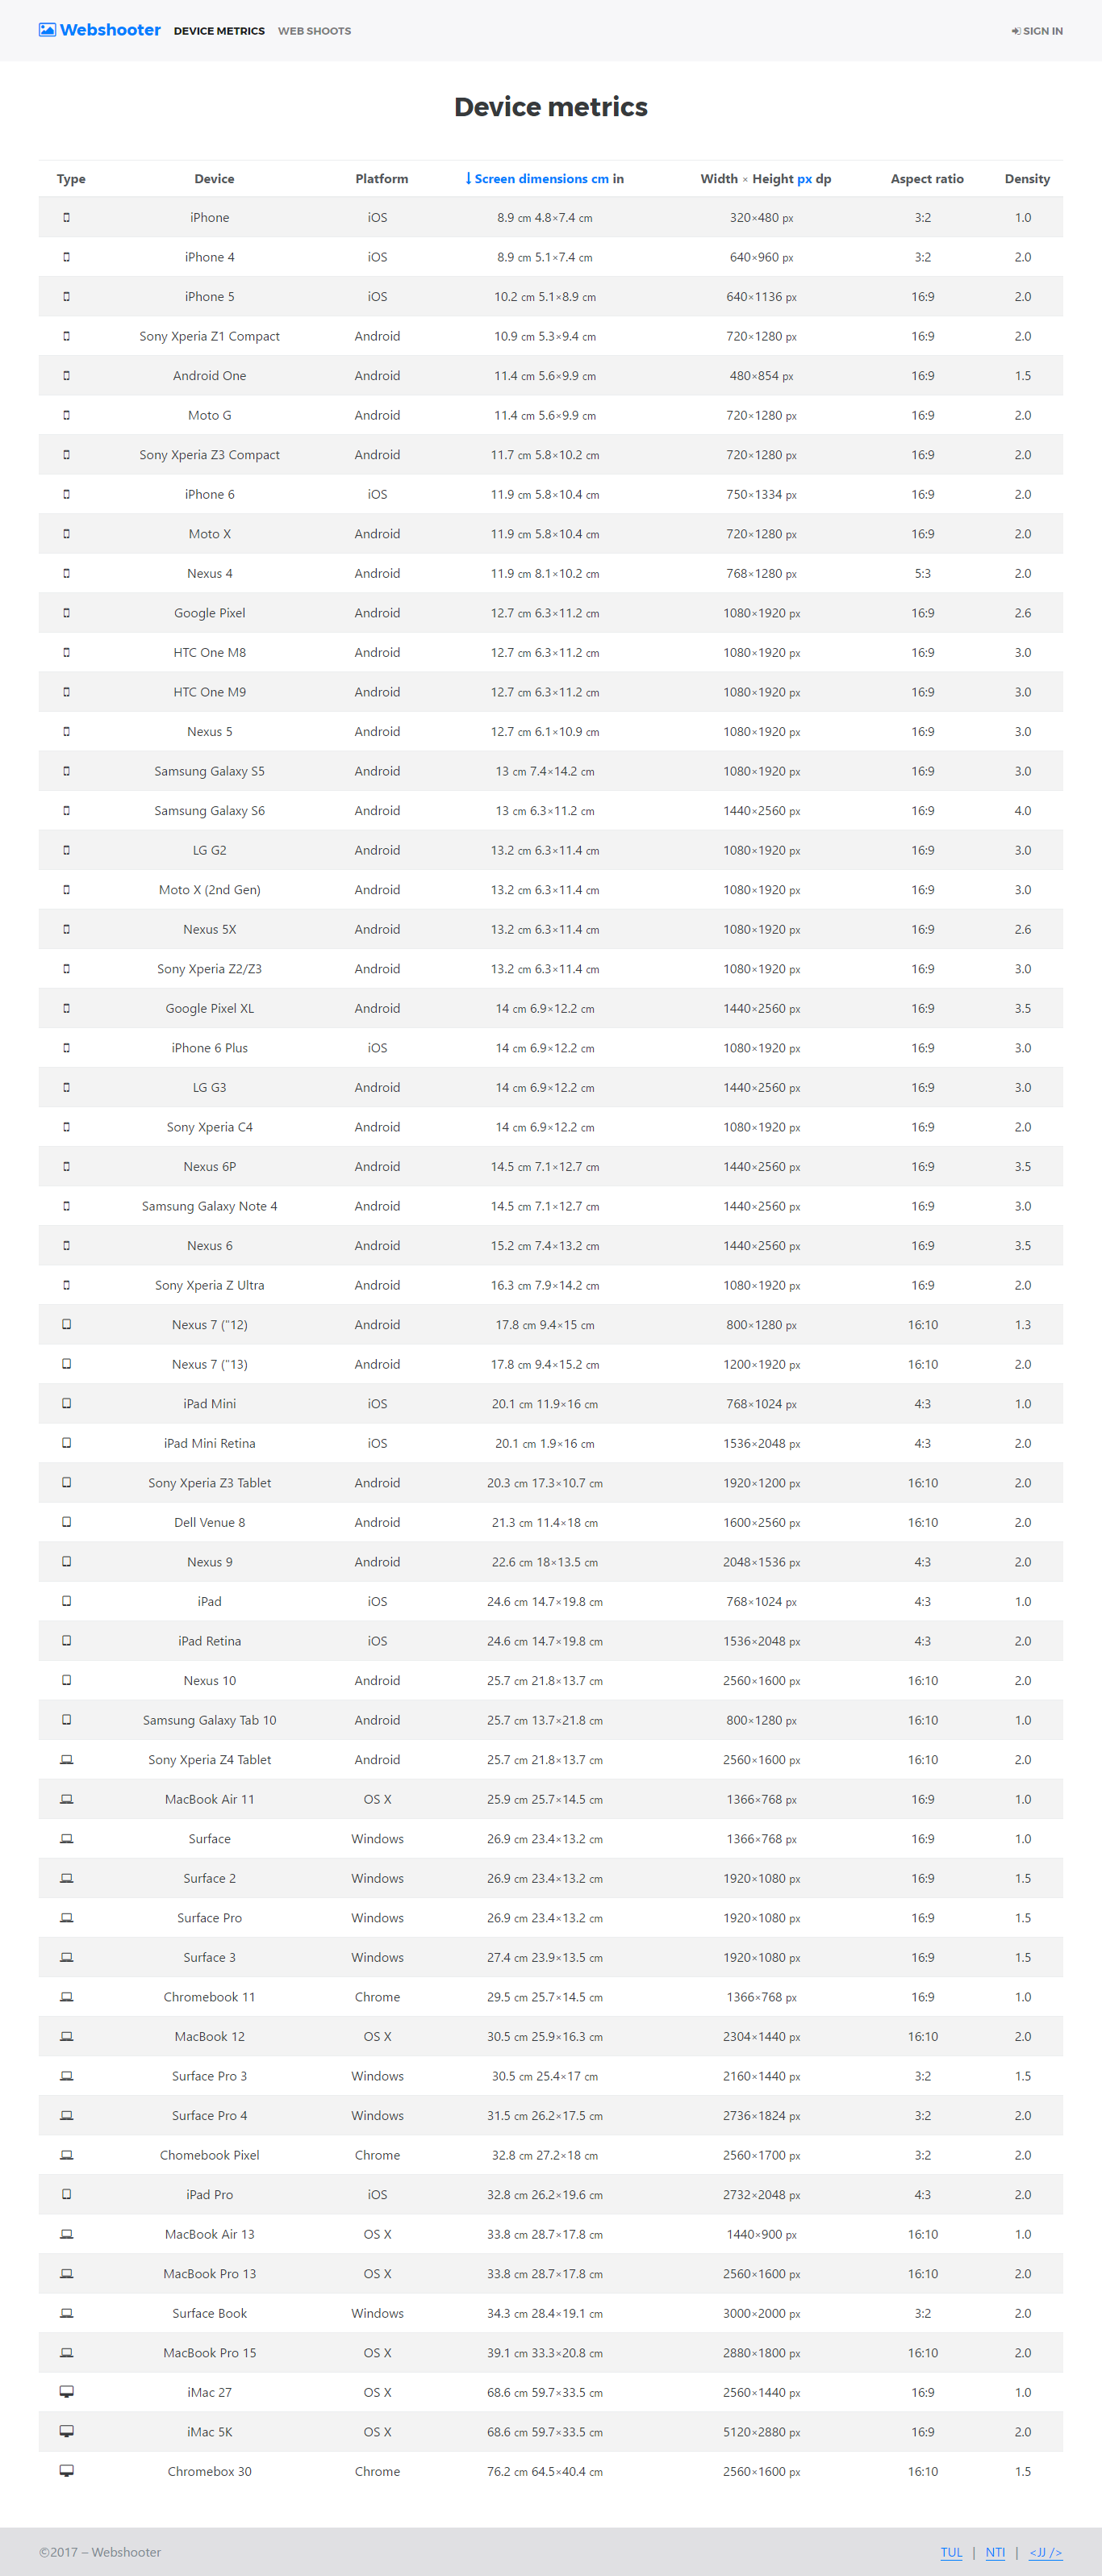 Webshooter DEVICE METRICS WEB SHOOTS SIGN IN
Device metrics
Type Device Platform Screen dimensions cm in Width × Height px dp Aspect ratio Density
iPhone iOS 8.9 cm 4.8×7.4 cm 320×480 px 3:2 1.0
iPhone 4 iOS 8.9 cm 5.1×7.4 cm 640×960 px 3:2 2.0
iPhone 5 iOS 10.2 cm 5.1×8.9 cm 640×1136 px 16:9 2.0
Sony Xperia Z1 Compact Android 10.9 cm 5.3×9.4 cm 720×1280 px 16:9 2.0
Android One Android 11.4 cm 5.6×9.9 cm 480×854 px 16:9 1.5
Moto G Android 11.4 cm 5.6×9.9 cm 720×1280 px 16:9 2.0
Sony Xperia Z3 Compact Android 11.7 cm 5.8×10.2 cm 720×1280 px 16:9 2.0
iPhone 6 iOS 11.9 cm 5.8×10.4 cm 750×1334 px 16:9 2.0
Moto X Android 11.9 cm 5.8×10.4 cm 720×1280 px 16:9 2.0
Nexus 4 Android 11.9 cm 8.1×10.2 cm 768×1280 px 5:3 2.0
Google Pixel Android 12.7 cm 6.3×11.2 cm 1080×1920 px 16:9 2.6
HTC One M8 Android 12.7 cm 6.3×11.2 cm 1080×1920 px 16:9 3.0
HTC One M9 Android 12.7 cm 6.3×11.2 cm 1080×1920 px 16:9 3.0
Nexus 5 Android 12.7 cm 6.1×10.9 cm 1080×1920 px 16:9 3.0
Samsung Galaxy S5 Android 13 cm 7.4×14.2 cm 1080×1920 px 16:9 3.0
Samsung Galaxy S6 Android 13 cm 6.3×11.2 cm 1440×2560 px 16:9 4.0
LG G2 Android 13.2 cm 6.3×11.4 cm 1080×1920 px 16:9 3.0
Moto X (2nd Gen) Android 13.2 cm 6.3×11.4 cm 1080×1920 px 16:9 3.0
Nexus 5X Android 13.2 cm 6.3×11.4 cm 1080×1920 px 16:9 2.6
Sony Xperia Z2/Z3 Android 13.2 cm 6.3×11.4 cm 1080×1920 px 16:9 3.0
Google Pixel XL Android 14 cm 6.9×12.2 cm 1440×2560 px 16:9 3.5
iPhone 6 Plus iOS 14 cm 6.9×12.2 cm 1080×1920 px 16:9 3.0
LG G3 Android 14 cm 6.9×12.2 cm 1440×2560 px 16:9 3.0
Sony Xperia C4 Android 14 cm 6.9×12.2 cm 1080×1920 px 16:9 2.0
Nexus 6P Android 14.5 cm 7.1×12.7 cm 1440×2560 px 16:9 3.5
Samsung Galaxy Note 4 Android 14.5 cm 7.1×12.7 cm 1440×2560 px 16:9 3.0
Nexus 6 Android 15.2 cm 7.4×13.2 cm 1440×2560 px 16:9 3.5
Sony Xperia Z Ultra Android 16.3 cm 7.9×14.2 cm 1080×1920 px 16:9 2.0
Nexus 7 (“12) Android 17.8 cm 9.4×15 cm 800×1280 px 16:10 1.3
Nexus 7 (“13) Android 17.8 cm 9.4×15.2 cm 1200×1920 px 16:10 2.0
iPad Mini iOS 20.1 cm 11.9×16 cm 768×1024 px 4:3 1.0
iPad Mini Retina iOS 20.1 cm 1.9×16 cm 1536×2048 px 4:3 2.0
Sony Xperia Z3 Tablet Android 20.3 cm 17.3×10.7 cm 1920×1200 px 16:10 2.0
Dell Venue 8 Android 21.3 cm 11.4×18 cm 1600×2560 px 16:10 2.0
Nexus 9 Android 22.6 cm 18×13.5 cm 2048×1536 px 4:3 2.0
iPad iOS 24.6 cm 14.7×19.8 cm 768×1024 px 4:3 1.0
iPad Retina iOS 24.6 cm 14.7×19.8 cm 1536×2048 px 4:3 2.0
Nexus 10 Android 25.7 cm 21.8×13.7 cm 2560×1600 px 16:10 2.0
Samsung Galaxy Tab 10 Android 25.7 cm 13.7×21.8 cm 800×1280 px 16:10 1.0
Sony Xperia Z4 Tablet Android 25.7 cm 21.8×13.7 cm 2560×1600 px 16:10 2.0
MacBook Air 11 OS X 25.9 cm 25.7×14.5 cm 1366×768 px 16:9 1.0
Surface Windows 26.9 cm 23.4×13.2 cm 1366×768 px 16:9 1.0
Surface 2 Windows 26.9 cm 23.4×13.2 cm 1920×1080 px 16:9 1.5
Surface Pro Windows 26.9 cm 23.4×13.2 cm 1920×1080 px 16:9 1.5
Surface 3 Windows 27.4 cm 23.9×13.5 cm 1920×1080 px 16:9 1.5
Chromebook 11 Chrome 29.5 cm 25.7×14.5 cm 1366×768 px 16:9 1.0
MacBook 12 OS X 30.5 cm 25.9×16.3 cm 2304×1440 px 16:10 2.0
Surface Pro 3 Windows 30.5 cm 25.4×17 cm 2160×1440 px 3:2 1.5
Surface Pro 4 Windows 31.5 cm 26.2×17.5 cm 2736×1824 px 3:2 2.0
Chomebook Pixel Chrome 32.8 cm 27.2×18 cm 2560×1700 px 3:2 2.0
iPad Pro iOS 32.8 cm 26.2×19.6 cm 2732×2048 px 4:3 2.0
MacBook Air 13 OS X 33.8 cm 28.7×17.8 cm 1440×900 px 16:10 1.0
MacBook Pro 13 OS X 33.8 cm 28.7×17.8 cm 2560×1600 px 16:10 2.0
Surface Book Windows 34.3 cm 28.4×19.1 cm 3000×2000 px 3:2 2.0
MacBook Pro 15 OS X 39.1 cm 33.3×20.8 cm 2880×1800 px 16:10 2.0
iMac 27 OS X 68.6 cm 59.7×33.5 cm 2560×1440 px 16:9 1.0
iMac 5K OS X 68.6 cm 59.7×33.5 cm 5120×2880 px 16:9 2.0
Chromebox 30 Chrome 76.2 cm 64.5×40.4 cm 2560×1600 px 16:10 1.5
©2017 – Webshooter TUL | NTI | <JJ />